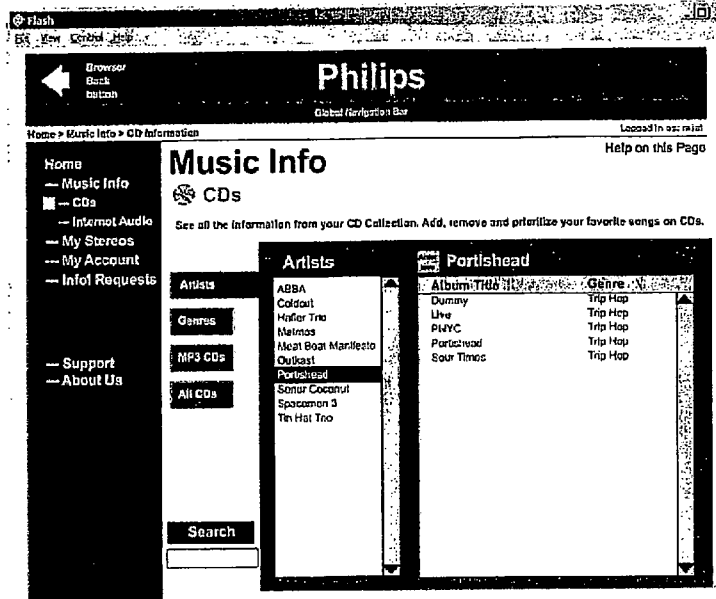 Flash
File View Control Help
Browser
Back
button
Philips
Global Navigation Bar
Home > Music Info > CD Information
Logged in as:
Help on this Page
Home
Music Info
CDs
Internet Audio
My Stereos
My Account
Info! Requests
Support
About Us
Music Info
CDs
See all the information from your CD Collection. Add, remove and prioritize your favorite songs on CDs.
Artists
Genres
MP3 CDs
All CDs
Search
Artists
ABBA
Coldcut
Hafler Trio
Matmos
Meat Beat Manifesto
Outkast
Portishead
Senor Coconut
Spacemen 3
Tin Hat Trio
Portishead
Album Title Genre
Dummy Trip Hop
Live Trip Hop
PNYC Trip Hop
Portishead Trip Hop
Sour Times Trip Hop